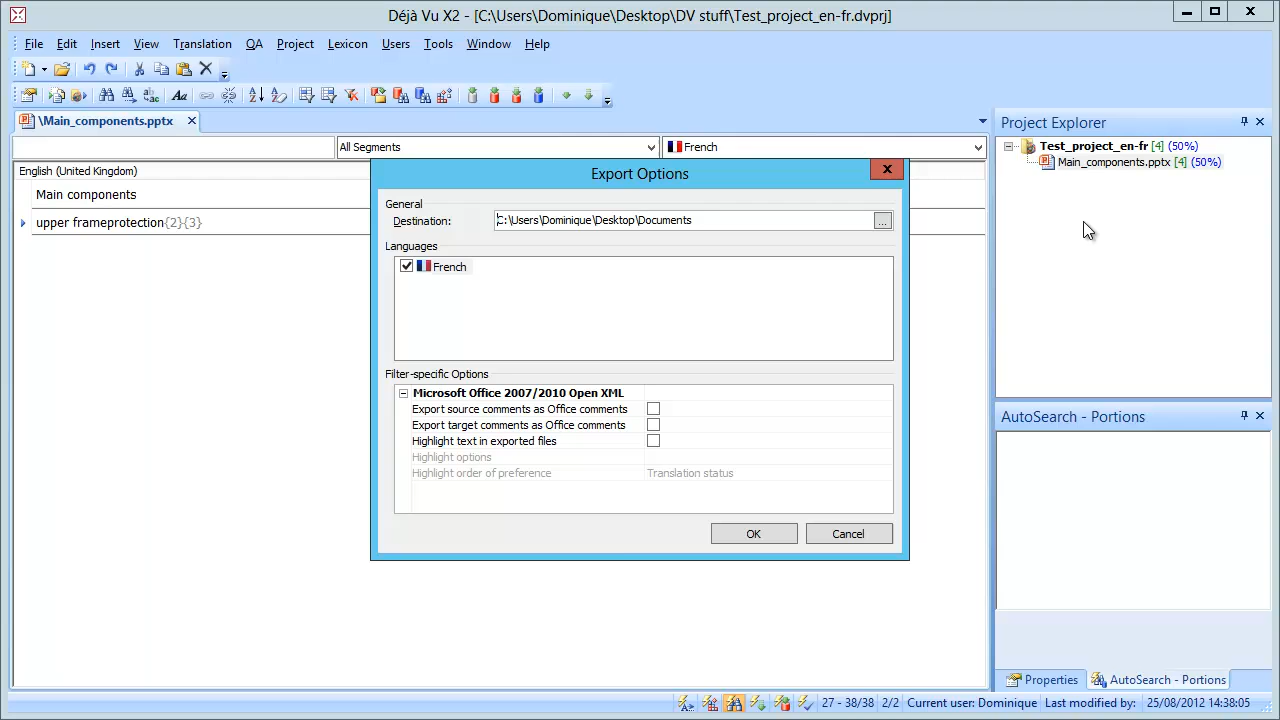 Déjà Vu X2 - [C:\Users\Dominique\Desktop\DV stuff\Test_project_en-fr.dvprj]
File Edit Insert View Translation QA Project Lexicon Users Tools Window Help
\Main_components.pptx
All Segments
French
English (United Kingdom)
Main components
upper frameprotection{2}{3}
Export Options
General
Destination: C:\Users\Dominique\Desktop\Documents
...
Languages
French
Filter-specific Options
Microsoft Office 2007/2010 Open XML
Export source comments as Office comments
Export target comments as Office comments
Highlight text in exported files
Highlight options
Highlight order of preference Translation status
OK Cancel
Project Explorer
Test_project_en-fr [4] (50%)
Main_components.pptx [4] (50%)
AutoSearch - Portions
Properties AutoSearch - Portions
27 - 38/38 2/2 Current user: Dominique Last modified by: 25/08/2012 14:38:05